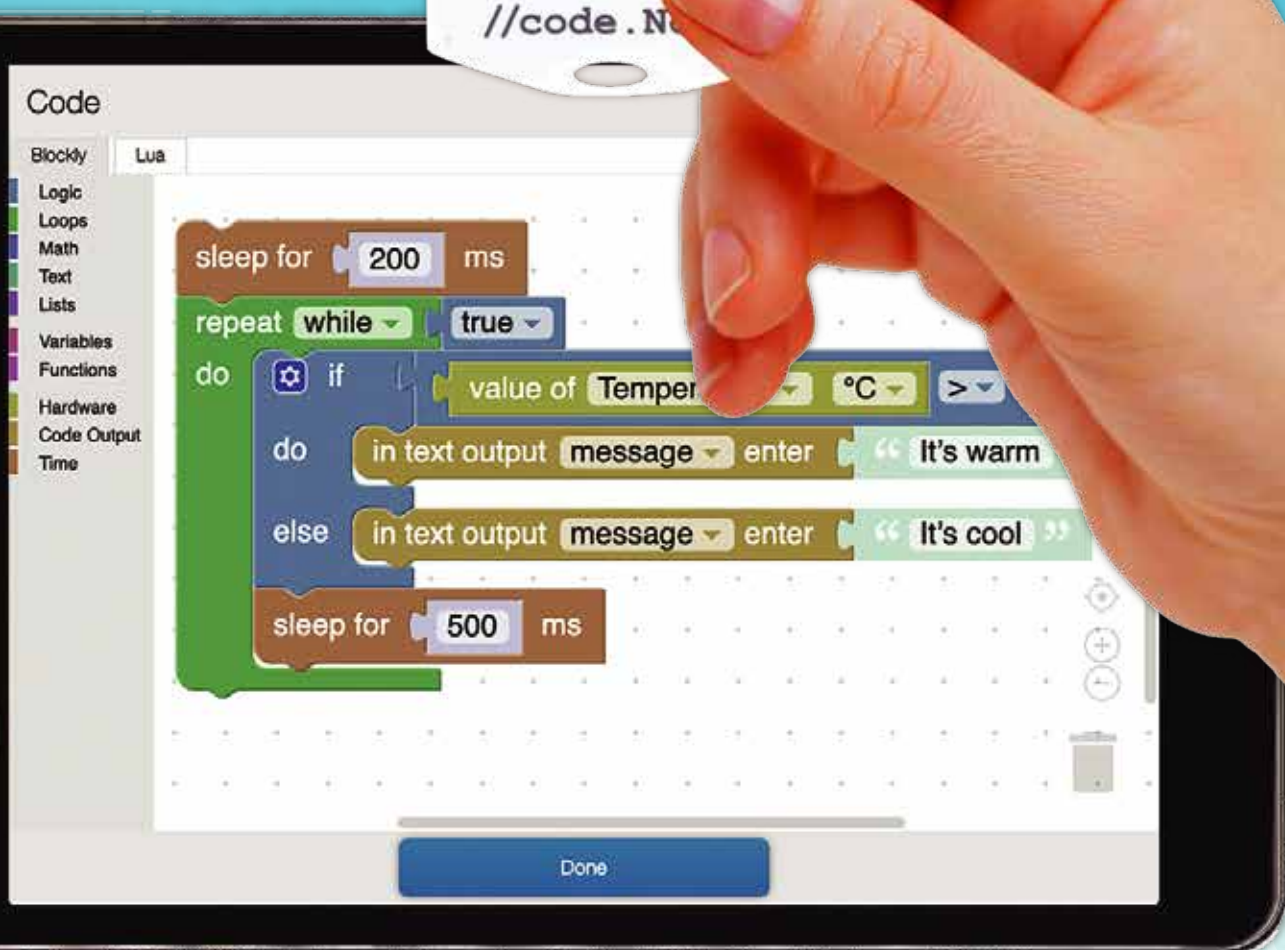 //code.No
Code
Blockly Lua
Logic
Loops
Math
Text
Lists
Variables
Functions
Hardware
Code Output
Time
sleep for 200 ms
repeat while true
do if value of Temper °C >
do in text output message enter “ It's warm
else in text output message enter “ It's cool ”
sleep for 500 ms
Done